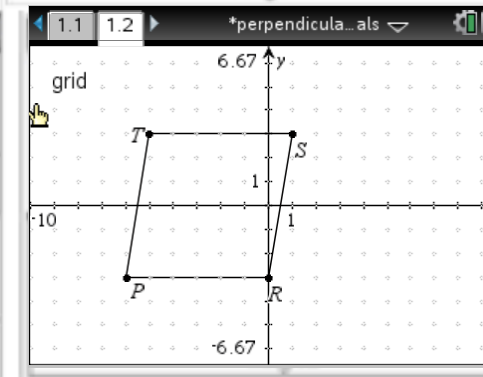 1.1 1.2 *perpendicula…als
6.67 y
grid
T
S
1
-10
1
P
R
-6.67